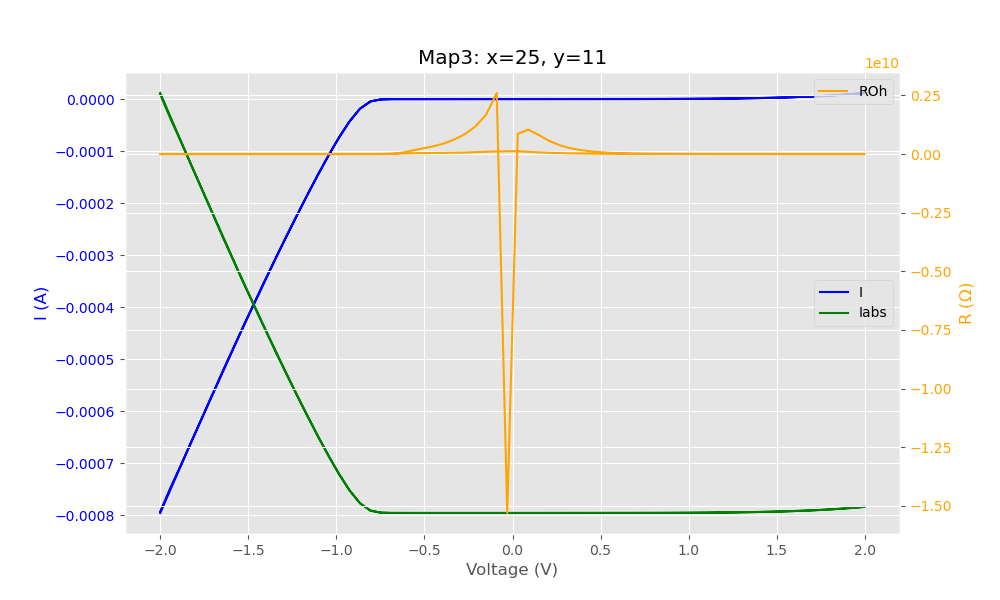 Map3: x=25, y=11
1e10
ROh
I
Iabs
I (A)
0.0000
−0.0001
−0.0002
−0.0003
−0.0004
−0.0005
−0.0006
−0.0007
−0.0008
0.25
0.00
−0.25
−0.50
−0.75
−1.00
−1.25
−1.50
R (Ω)
−2.0 −1.5 −1.0 −0.5 0.0 0.5 1.0 1.5 2.0
Voltage (V)